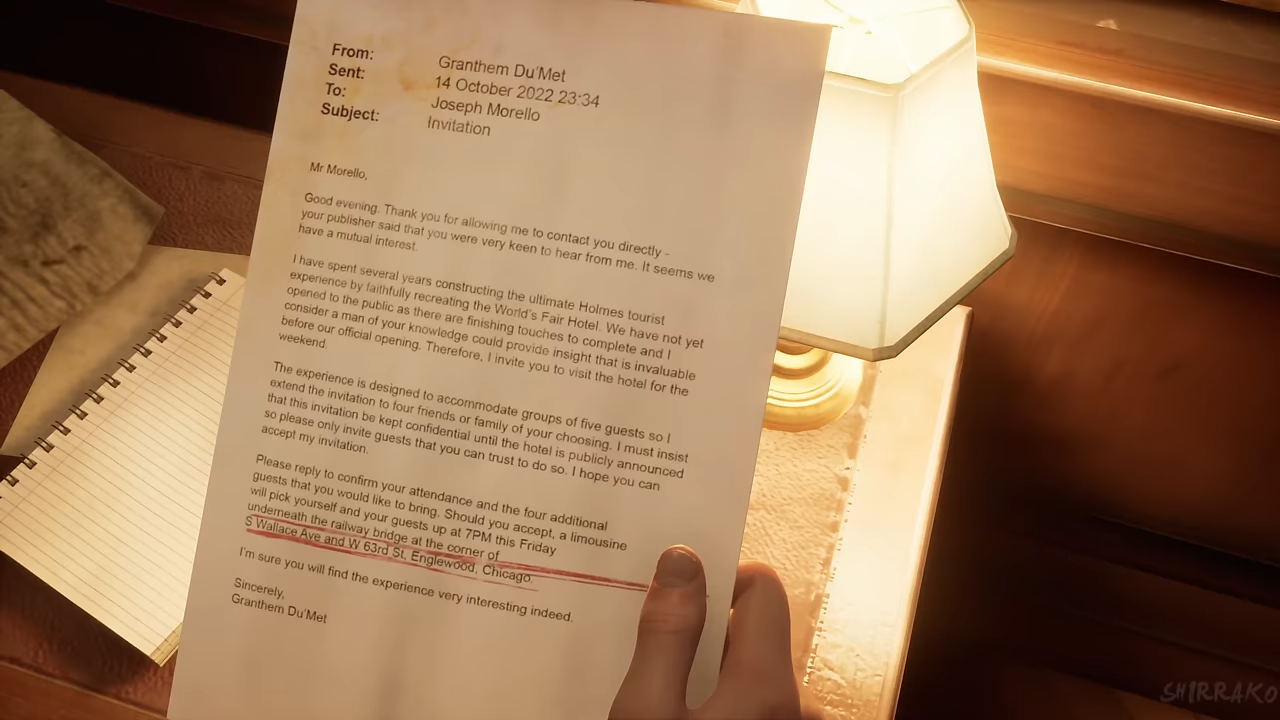 From: Granthem Du'Met
Sent: 14 October 2022 23:34
To: Joseph Morello
Subject: Invitation
Mr Morello,
Good evening. Thank you for allowing me to contact you directly -
your publisher said that you were very keen to hear from me. It seems we
have a mutual interest.
I have spent several years constructing the ultimate Holmes tourist
experience by faithfully recreating the World's Fair Hotel. We have not yet
opened to the public as there are finishing touches to complete and I
consider a man of your knowledge could provide insight that is invaluable
before our official opening. Therefore, I invite you to visit the hotel for the
weekend.
The experience is designed to accommodate groups of five guests so I
extend the invitation to four friends or family of your choosing. I must insist
that this invitation be kept confidential until the hotel is publicly announced
so please only invite guests that you can trust to do so. I hope you can
accept my invitation.
Please reply to confirm your attendance and the four additional
guests that you would like to bring. Should you accept, a limousine
will pick yourself and your guests up at 7PM this Friday
underneath the railway bridge at the corner of
S Wallace Ave and W 63rd St, Englewood, Chicago.
I'm sure you will find the experience very interesting indeed.
Sincerely,
Granthem Du'Met
SHIRRAKO